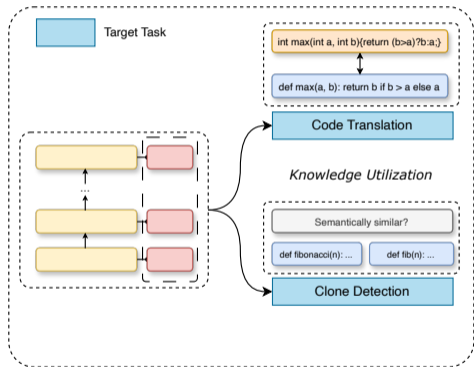 Target Task
int max(int a, int b){return (b>a)?b:a;}
def max(a, b): return b if b > a else a
Code Translation
...
Knowledge Utilization
Semantically similar?
def fibonacci(n): ...
def fib(n): ...
Clone Detection